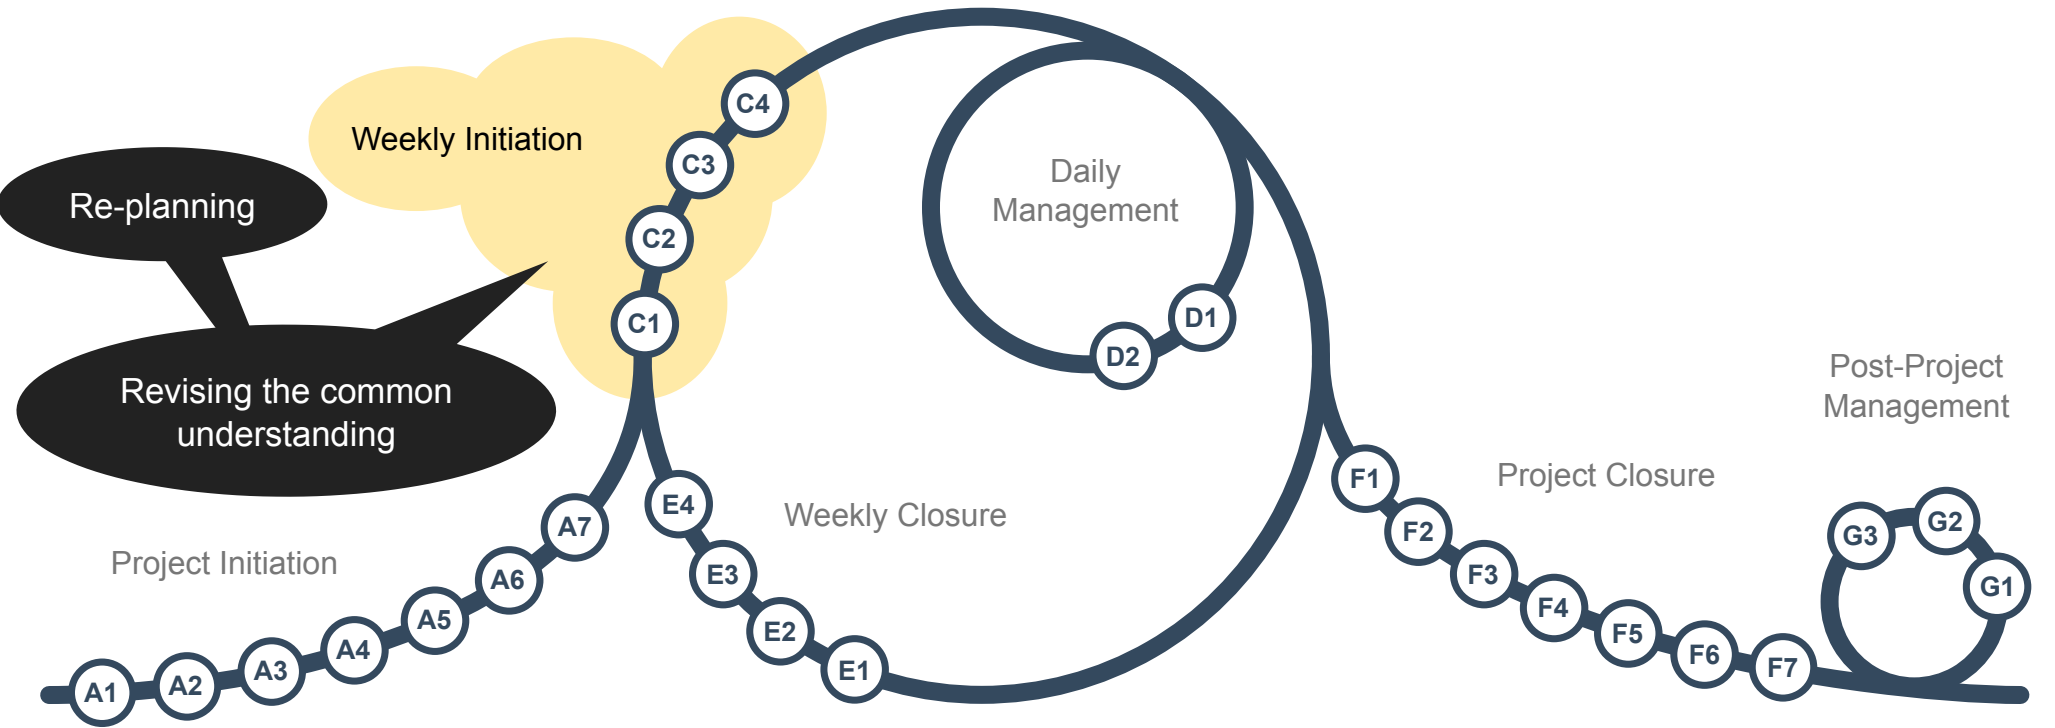 Weekly Initiation
Re-planning
Revising the common
understanding
C4
C3
C2
C1
Daily
Management
D1
D2
Post-Project
Management
Project Closure
Weekly Closure
Project Initiation
A1
A2
A3
A4
A5
A6
A7
E4
E3
E2
E1
F1
F2
F3
F4
F5
F6
F7
G3
G2
G1